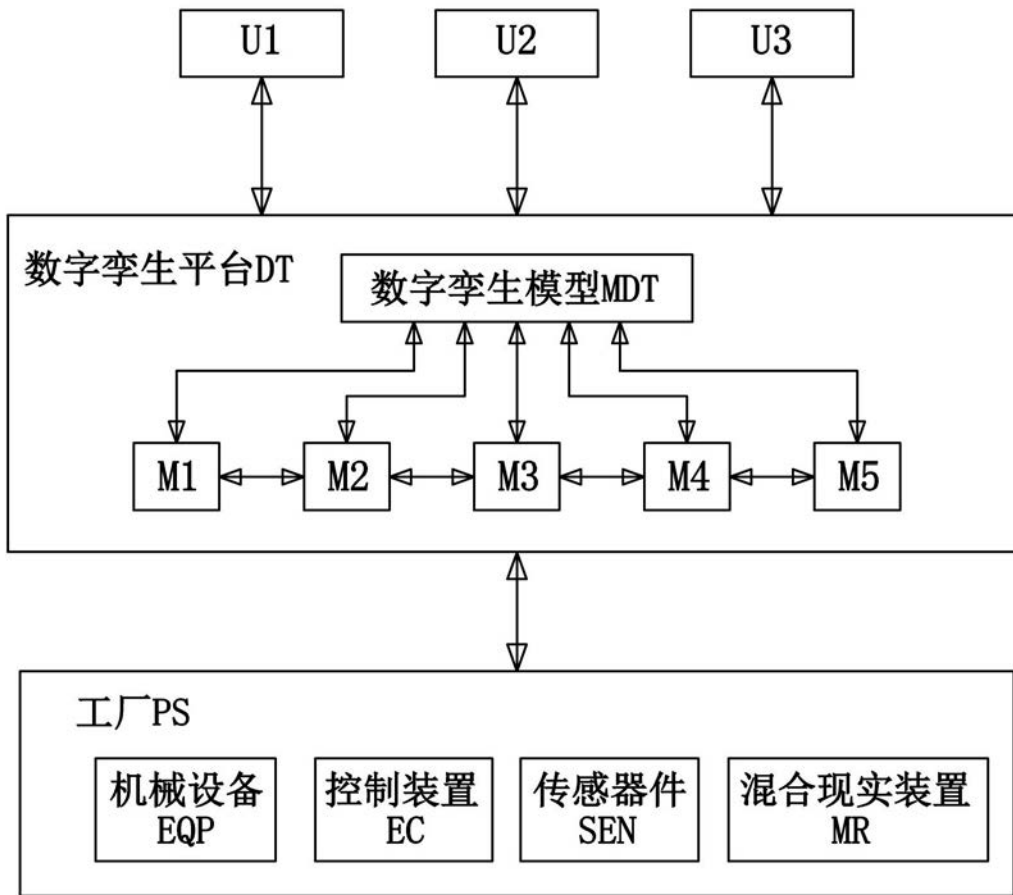 U1 U2 U3
数字孪生平台DT
数字孪生模型MDT
M1 M2 M3 M4 M5
工厂PS
机械设备 控制装置 传感器件 混合现实装置
EQP EC SEN MR